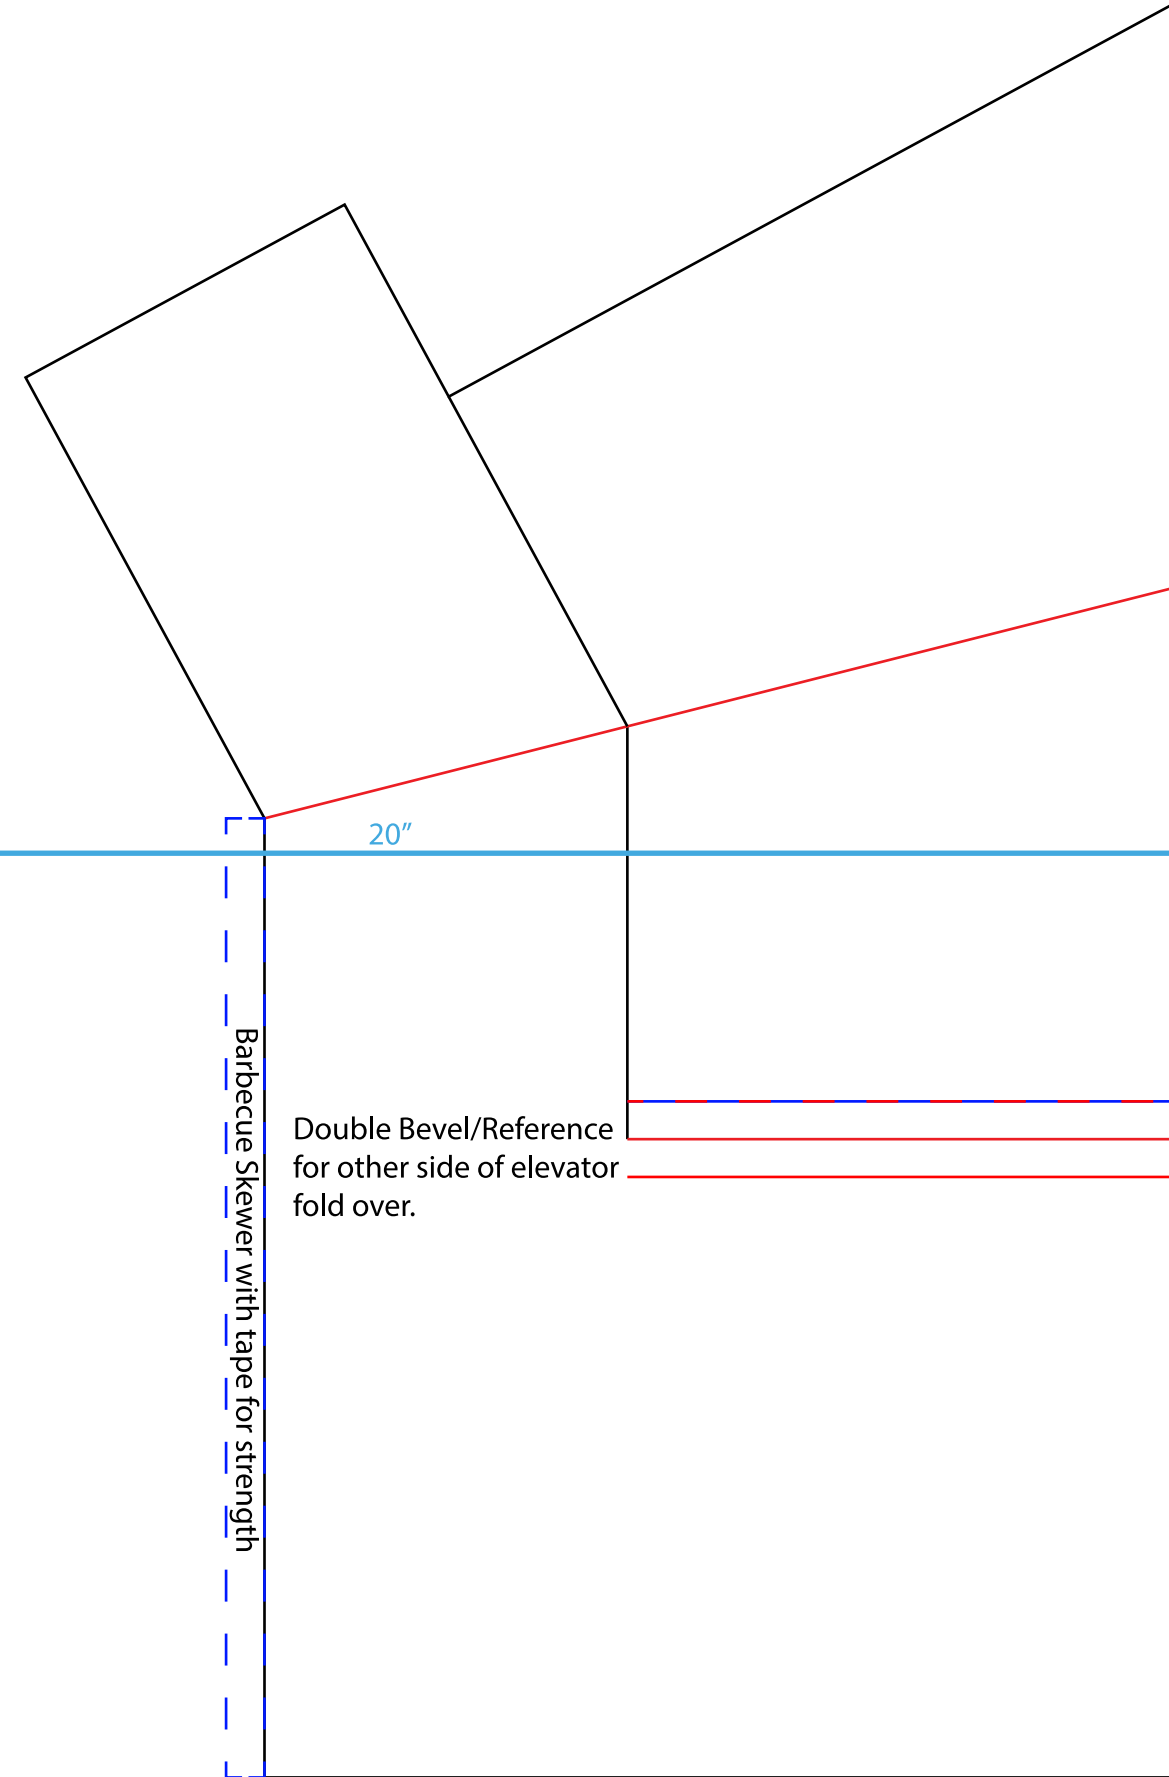 20″
Double Bevel/Reference
for other side of elevator
fold over.
Barbecue Skewer with tape for strength